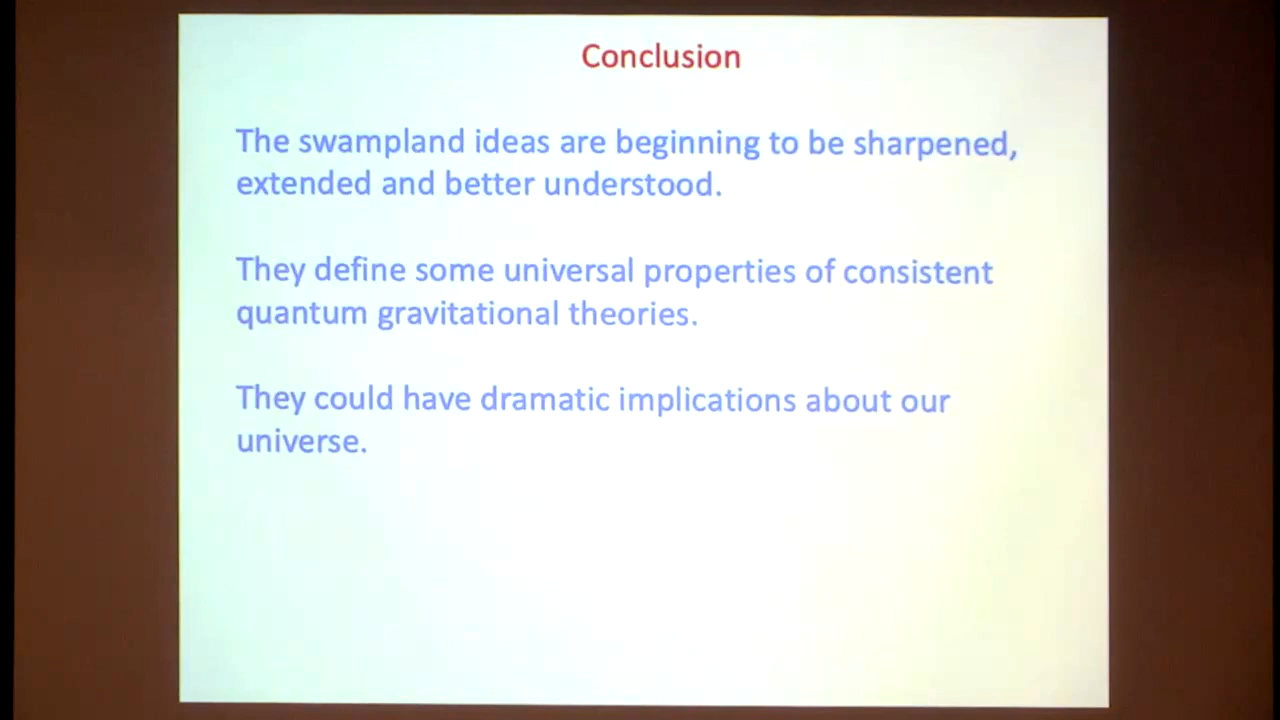 Conclusion
The swampland ideas are beginning to be sharpened,
extended and better understood.
They define some universal properties of consistent
quantum gravitational theories.
They could have dramatic implications about our
universe.